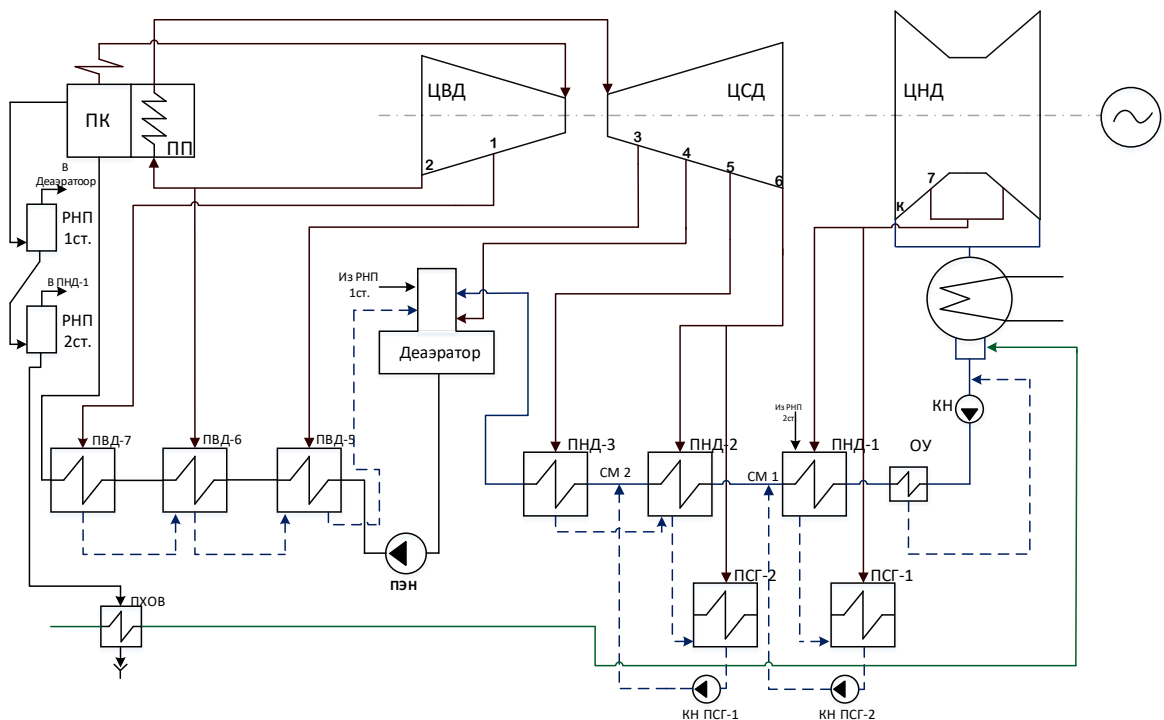 ПК
ПП
ЦВД
ЦСД
ЦНД
1
2
3
4
5
6
7
К
В
Деаэратоор
РНП
1ст.
В ПНД-1
РНП
2ст.
Из РНП
1ст.
Деаэратор
КН
ПВД-7
ПВД-6
ПВД-5
ПНД-3
ПНД-2
Из РНП
2ст.
ПНД-1
ОУ
СМ 2
СМ 1
ПЭН
ПСГ-2
ПСГ-1
ПХОВ
КН ПСГ-1
КН ПСГ-2